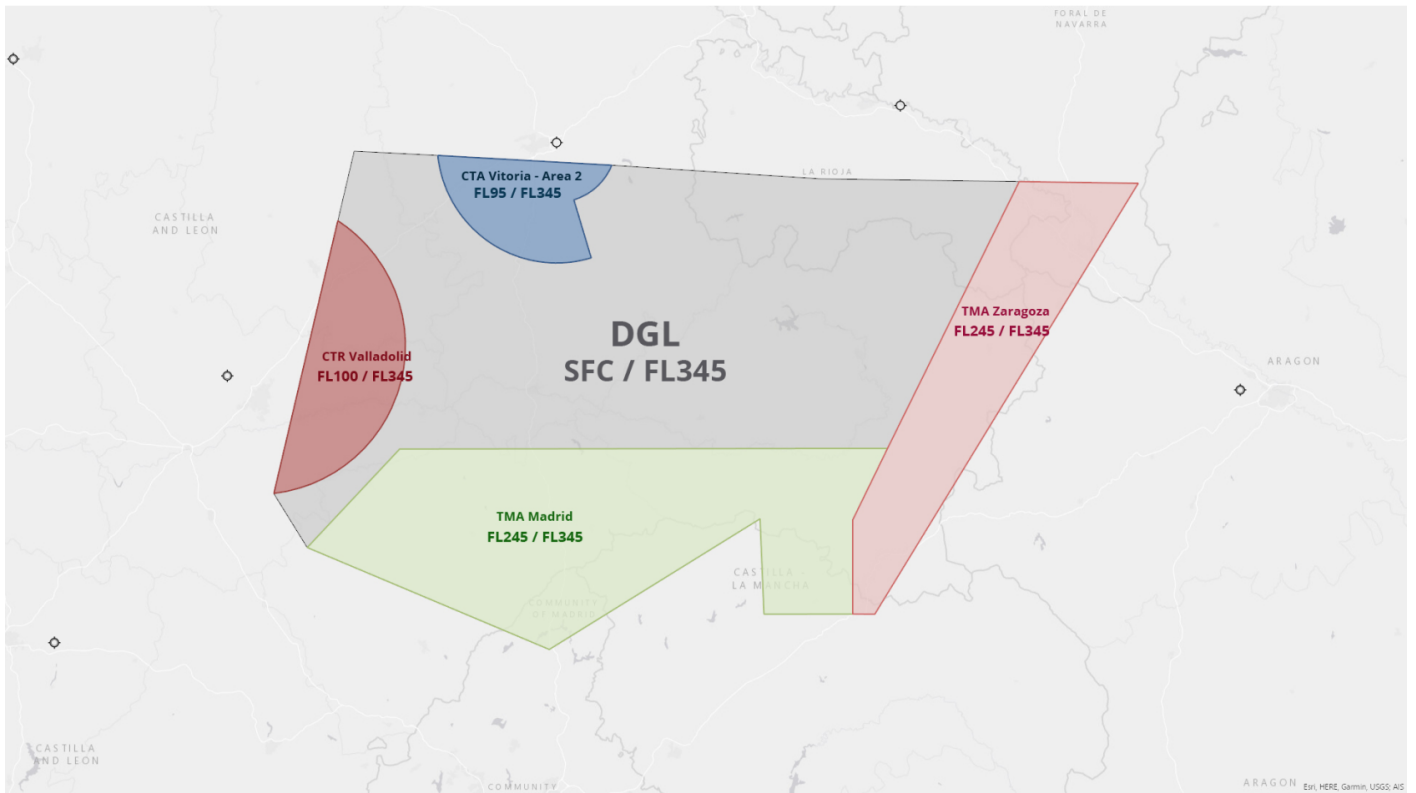 FORAL DE
NAVARRA
LA RIOJA
CTA Vitoria - Area 2
FL95 / FL345
CASTILLA
AND LEON
TMA Zaragoza
FL245 / FL345
DGL
SFC / FL345
CTR Valladolid
FL100 / FL345
ARAGON
TMA Madrid
FL245 / FL345
CASTILLA -
LA MANCHA
COMMUNITY
OF MADRID
CASTILLA
AND LEON
COMMUNITY
ARAGON
Esri, HERE, Garmin, USGS; AIS